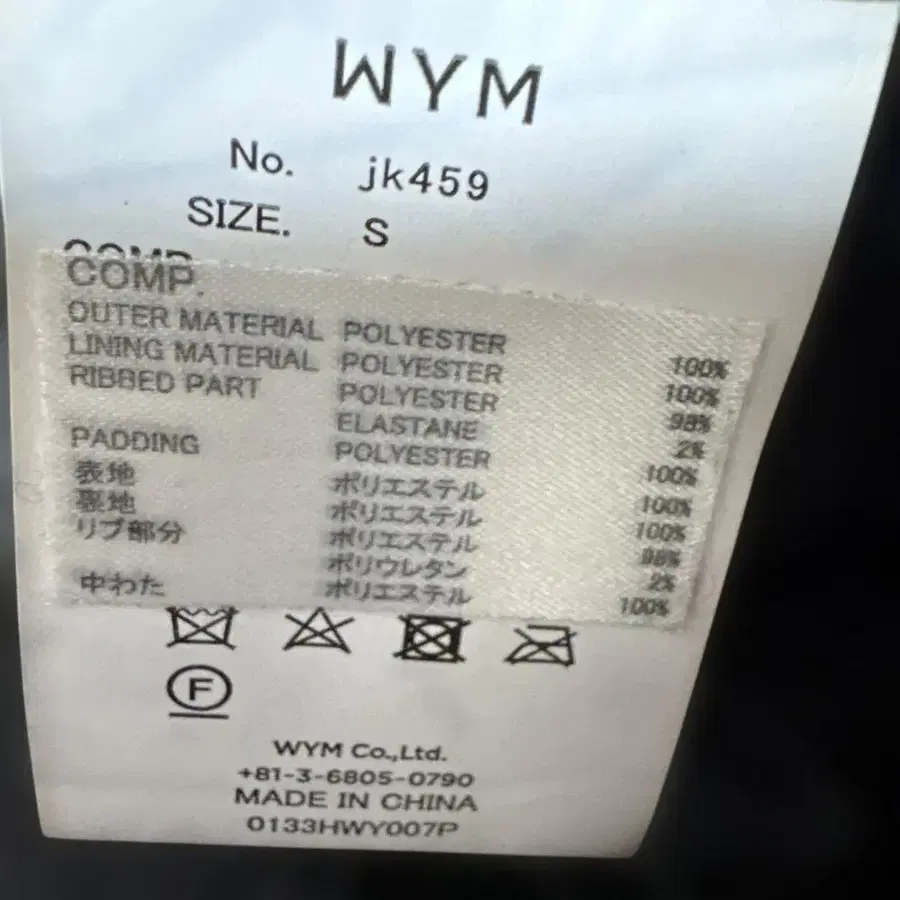 WYM
No. jk459
SIZE. S
COMP.
COMP.
OUTER MATERIAL POLYESTER 100%
LINING MATERIAL POLYESTER 100%
RIBBED PART POLYESTER 98%
ELASTANE 2%
PADDING POLYESTER 100%
表地 ポリエステル 100%
裏地 ポリエステル 100%
リブ部分 ポリエステル 98%
ポリウレタン 2%
中わた ポリエステル 100%
F
WYM Co.,Ltd.
+81-3-6805-0790
MADE IN CHINA
0133HWY007P